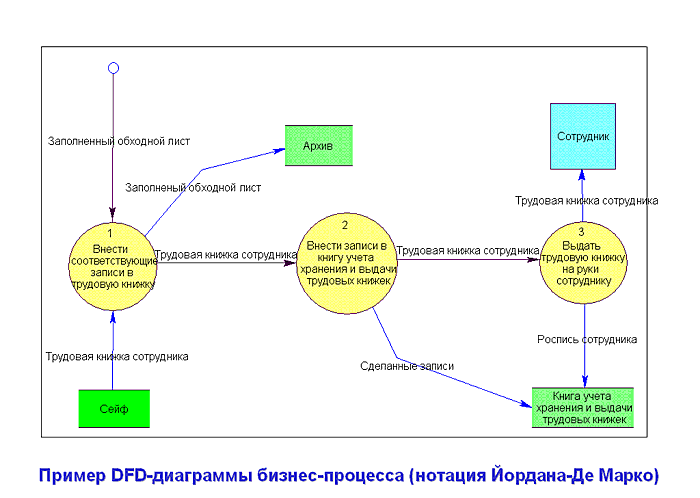 Заполненный обходной лист
Архив
Сотрудник
Заполненый обходной лист
Трудовая книжка сотрудника
1
Внести
соответствующие
записи в
трудовую книжку
Трудовая книжка сотрудника
2
Внести записи в
книгу учета
хранения и выдачи
трудовых книжек
Трудовая книжка сотрудника
3
Выдать
трудовую книжку
на руки
сотруднику
Трудовая книжка сотрудника
Сделанные записи
Роспись сотрудника
Сейф
Книга учета
хранения и выдачи
трудовых книжек
Пример DFD-диаграммы бизнес-процесса (нотация Йордана-Де Марко)